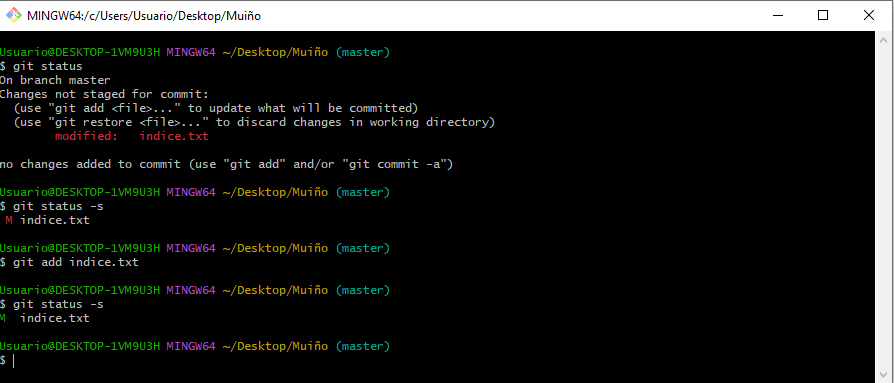 MINGW64:/c/Users/Usuario/Desktop/Muiño
Usuario@DESKTOP-1VM9U3H MINGW64 ~/Desktop/Muiño (master)
$ git status
On branch master
Changes not staged for commit:
  (use "git add <file>..." to update what will be committed)
  (use "git restore <file>..." to discard changes in working directory)
        modified:   indice.txt
no changes added to commit (use "git add" and/or "git commit -a")
Usuario@DESKTOP-1VM9U3H MINGW64 ~/Desktop/Muiño (master)
$ git status -s
 M indice.txt
Usuario@DESKTOP-1VM9U3H MINGW64 ~/Desktop/Muiño (master)
$ git add indice.txt
Usuario@DESKTOP-1VM9U3H MINGW64 ~/Desktop/Muiño (master)
$ git status -s
M  indice.txt
Usuario@DESKTOP-1VM9U3H MINGW64 ~/Desktop/Muiño (master)
$